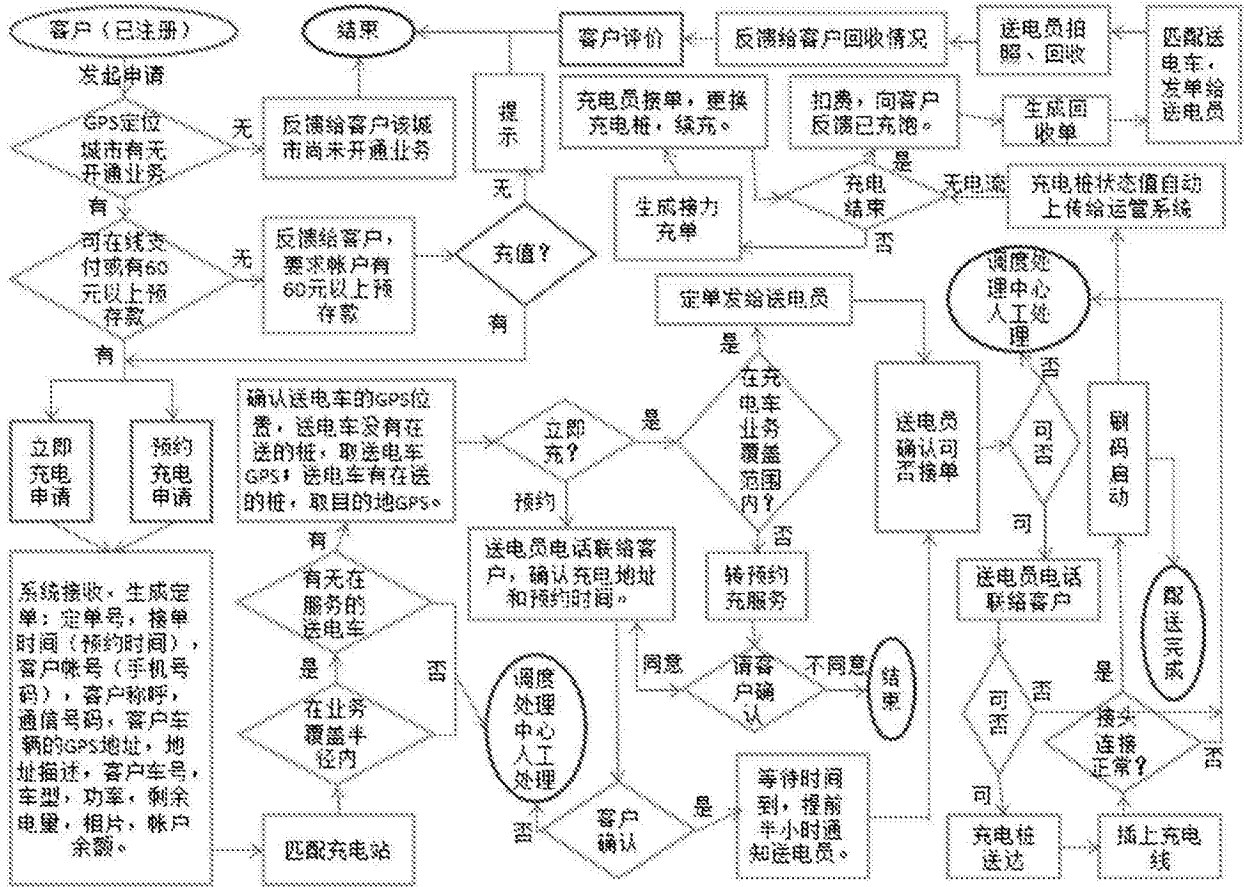 客户（已注册）
发起申请
GPS定位
城市有无
开通业务
无
有
反馈给客户该城
市尚未开通业务
结束
可在线支
付或有60
元以上预
存款
无
有
反馈给客户，
要求帐户有
60元以上预
存款
充值？
无
有
提
示
立即
充电
申请
预约
充电
申请
系统接收、生成定
单：定单号，接单
时间（预约时间），
客户帐号（手机号
码），客户称呼，
通信号码，客户车
辆的GPS地址，地
址描述，客户车号，
车型，功率，剩余
电量，相片，帐户
余额。
匹配充电站
在业务
覆盖半
径内
是
否
有无在
服务的
送电车
有
确认送电车的GPS位
置，送电车没有在
送的桩，取送电车
GPS；送电车有在送
的桩，取目的地GPS。
调度
处理
中心
人工
处理
立即
充？
是
预约
送电员电话联络客
户，确认充电地址
和预约时间。
客户
确认
否
是
等待时间
到，提前
半小时通
知送电员。
在充
电车
业务
覆盖
范围
内？
是
否
定单发给送电员
转预约
充服务
请客
户确
认
同意
不同意
结
束
送电员
确认可
否接单
可
否
否
可
调度处
理中心
人工处
理
送电员电话
联络客户
可
否
否
可
充电桩
送达
插上充电
线
接头
连接
正常？
是
否
刷
码
启
动
配
送
完
成
充电桩状态值自动
上传给运管系统
无电流
充电
结束
是
否
生成接力
充单
充电员接单，更换
充电桩，续充。
扣费，向客户
反馈已充饱。
生成回
收单
匹配送
电车，
发单给
送电员
送电员拍
照、回收
反馈给客户回收情况
客户评价